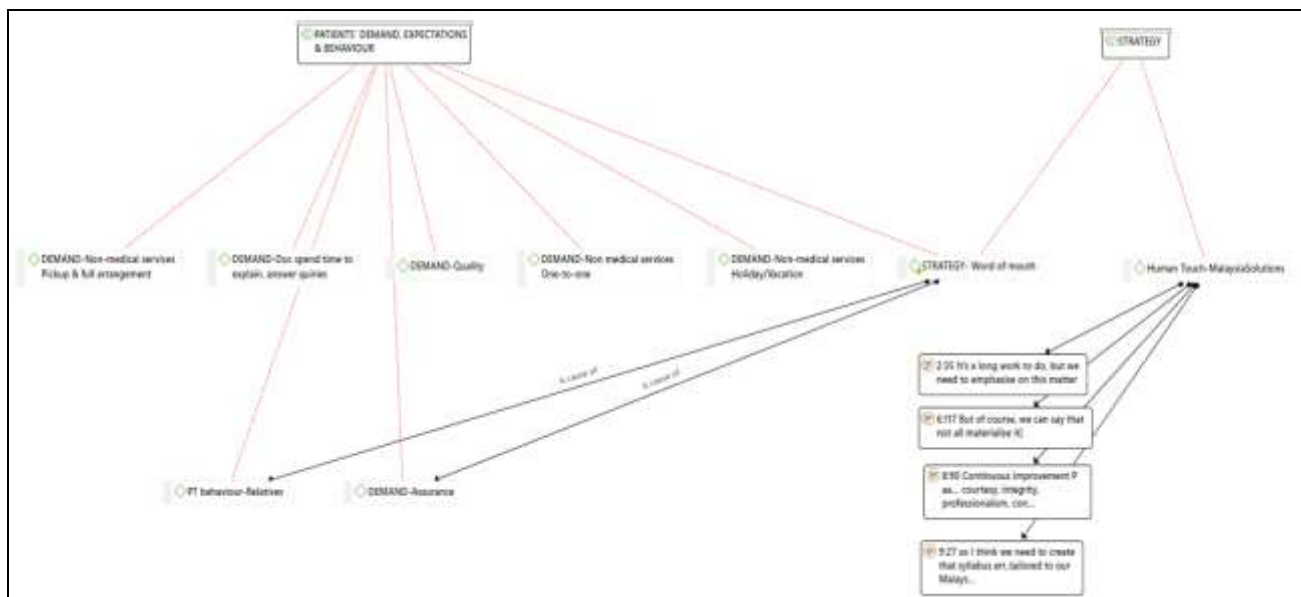 PATIENTS' DEMAND, EXPECTATIONS
& BEHAVIOUR
STRATEGY
DEMAND-Non-medical services
Pickup & full arrangement
DEMAND-Doc spend time to
explain, answer quiries
DEMAND-Quality
DEMAND-Non medical services
One-to-one
DEMAND-Non-medical services
Holiday/Vacation
STRATEGY- Word of mouth
Human Touch-MalaysiaSolutions
is cause of
is cause of
2:35 It's a long work to do, but we
need to emphasise on this matter
6:117 But of course, we can say that
not all materialise it(
8:90 Continuous Improvement P
as... courtesy, integrity,
professionalism, con...
9:27 so I think we need to create
that syllabus err..tailored to our
Malays...
PT behaviour-Relatives
DEMAND-Assurance